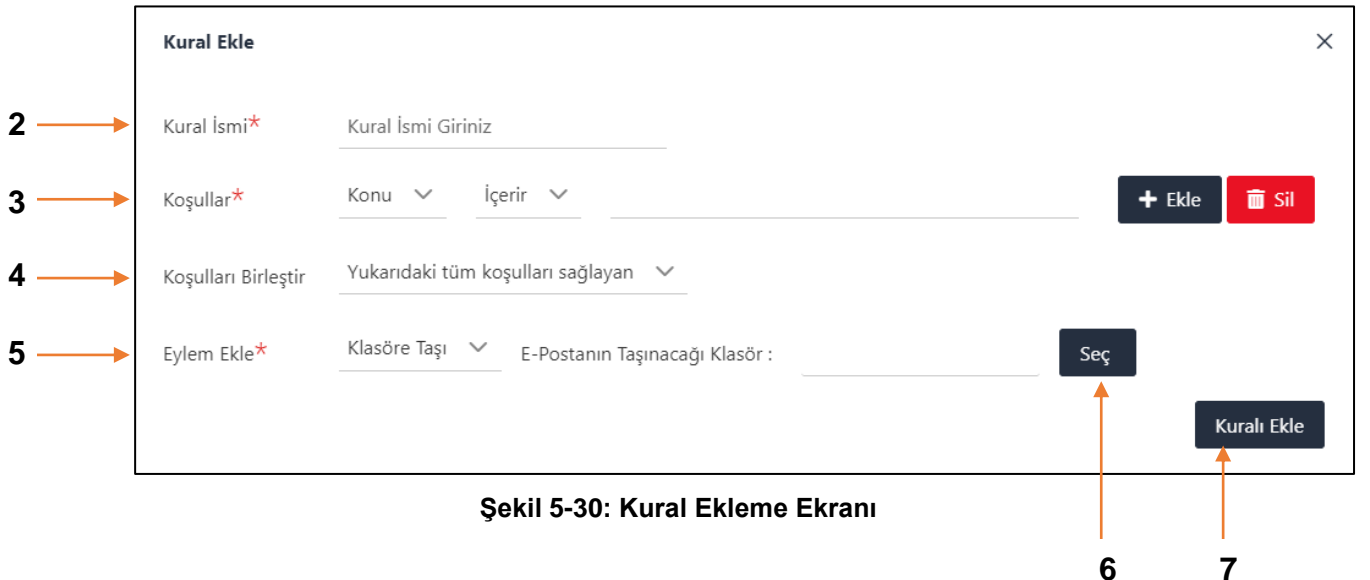 Kural Ekle
2 Kural İsmi* Kural İsmi Giriniz
3 Koşullar* Konu İçerir + Ekle Sil
4 Koşulları Birleştir Yukarıdaki tüm koşulları sağlayan
5 Eylem Ekle* Klasöre Taşı E-Postanın Taşınacağı Klasör : Seç
Kuralı Ekle
Şekil 5-30: Kural Ekleme Ekranı
6 7